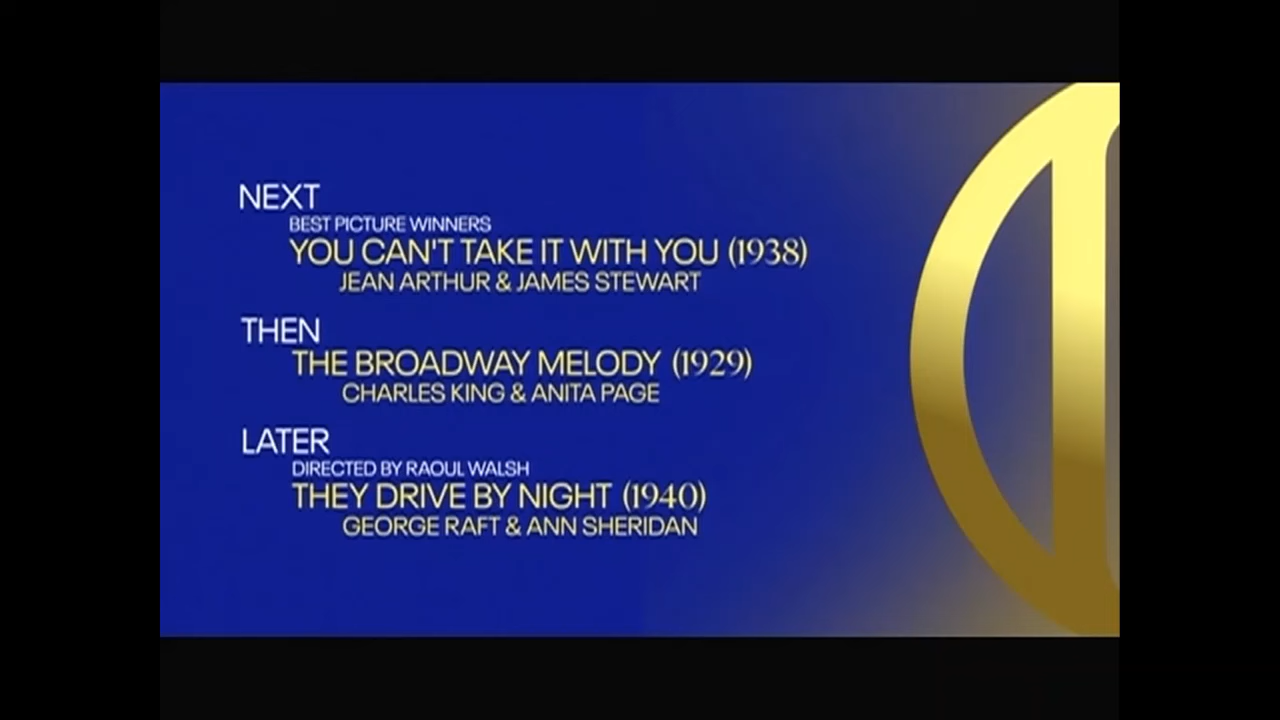 NEXT
BEST PICTURE WINNERS
YOU CAN'T TAKE IT WITH YOU (1938)
JEAN ARTHUR & JAMES STEWART
THEN
THE BROADWAY MELODY (1929)
CHARLES KING & ANITA PAGE
LATER
DIRECTED BY RAOUL WALSH
THEY DRIVE BY NIGHT (1940)
GEORGE RAFT & ANN SHERIDAN